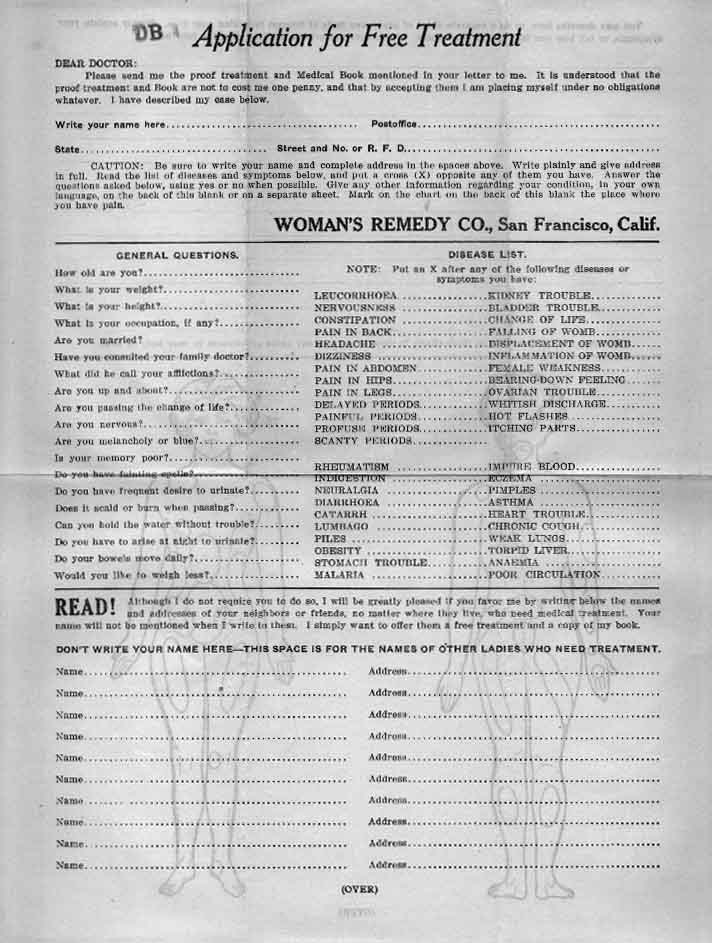 DB
Application for Free Treatment
DEAR DOCTOR:
Please send me the proof treatment and Medical Book mentioned in your letter to me. It is understood that the
proof treatment and Book are not to cost me one penny, and that by accepting them I am placing myself under no obligations
whatever. I have described my case below.
Write your name here.............................. Postoffice..............................
State.............................. Street and No. or R. F. D..............................
CAUTION: Be sure to write your name and complete address in the spaces above. Write plainly and give address
in full. Read the list of diseases and symptoms below, and put a cross (X) opposite any of them you have. Answer the
questions asked below, using yes or no when possible. Give any other information regarding your condition, in your own
language, on the back of this blank or on a separate sheet. Mark on the chart on the back of this blank the place where
you have pain.
WOMAN'S REMEDY CO., San Francisco, Calif.
GENERAL QUESTIONS.
How old are you?..............................
What is your weight?..............................
What is your height?..............................
What is your occupation, if any?....................
Are you married?
Have you consulted your family doctor?..........
What did he call your afflictions?....................
Are you up and about?..............................
Are you passing the change of life?...............
Are you nervous?..............................
Are you melancholy or blue?....................
Is your memory poor?..............................
Do you have fainting spells?....................
Do you have frequent desire to urinate?..........
Does it scald or burn when passing?...............
Can you hold the water without trouble?..........
Do you have to arise at night to urinate?..........
Do your bowels move daily?....................
Would you like to weigh less?....................
DISEASE LIST.
NOTE: Put an X after any of the following diseases or
symptoms you have:
LEUCORRHOEA ...............KIDNEY TROUBLE...............
NERVOUSNESS ...............BLADDER TROUBLE...............
CONSTIPATION ...............CHANGE OF LIFE...............
PAIN IN BACK...............FALLING OF WOMB...............
HEADACHE ...............DISPLACEMENT OF WOMB......
DIZZINESS ...............INFLAMMATION OF WOMB......
PAIN IN ABDOMEN...............FEMALE WEAKNESS...............
PAIN IN HIPS...............BEARING-DOWN FEELING......
PAIN IN LEGS...............OVARIAN TROUBLE...............
DELAYED PERIODS...............WHITISH DISCHARGE...............
PAINFUL PERIODS...............HOT FLASHES...............
PROFUSE PERIODS...............ITCHING PARTS...............
SCANTY PERIODS...............
RHEUMATISM ...............IMPURE BLOOD...............
INDIGESTION ...............ECZEMA ...............
NEURALGIA ...............PIMPLES ...............
DIARRHOEA ...............ASTHMA ...............
CATARRH ...............HEART TROUBLE...............
LUMBAGO ...............CHRONIC COUGH...............
PILES ...............WEAK LUNGS...............
OBESITY ...............TORPID LIVER...............
STOMACH TROUBLE...............ANAEMIA ...............
MALARIA ...............POOR CIRCULATION...............
READ! Although I do not require you to do so, I will be greatly pleased if you favor me by writing below the names
and addresses of your neighbors or friends, no matter where they live, who need medical treatment. Your
name will not be mentioned when I write to them. I simply want to offer them a free treatment and a copy of my book.
DON'T WRITE YOUR NAME HERE—THIS SPACE IS FOR THE NAMES OF OTHER LADIES WHO NEED TREATMENT.
Name.............................. Address..............................
Name.............................. Address..............................
Name.............................. Address..............................
Name.............................. Address..............................
Name.............................. Address..............................
Name.............................. Address..............................
Name.............................. Address..............................
Name.............................. Address..............................
Name.............................. Address..............................
Name.............................. Address..............................
(OVER)